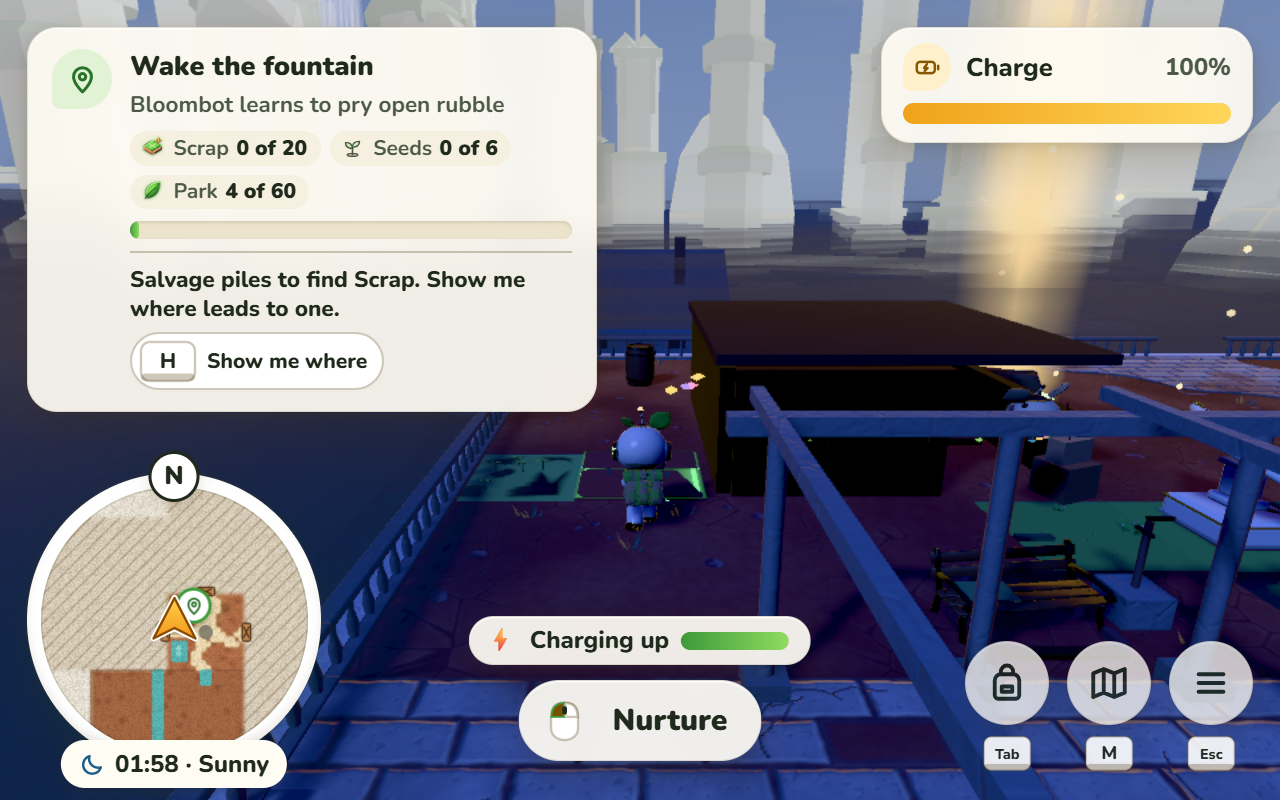 Wake the fountain
Bloombot learns to pry open rubble
Scrap 0 of 20
Seeds 0 of 6
Park 4 of 60
Salvage piles to find Scrap. Show me
where leads to one.
H Show me where
Charge 100%
N
01:58 · Sunny
Charging up
Nurture
Tab
M
Esc